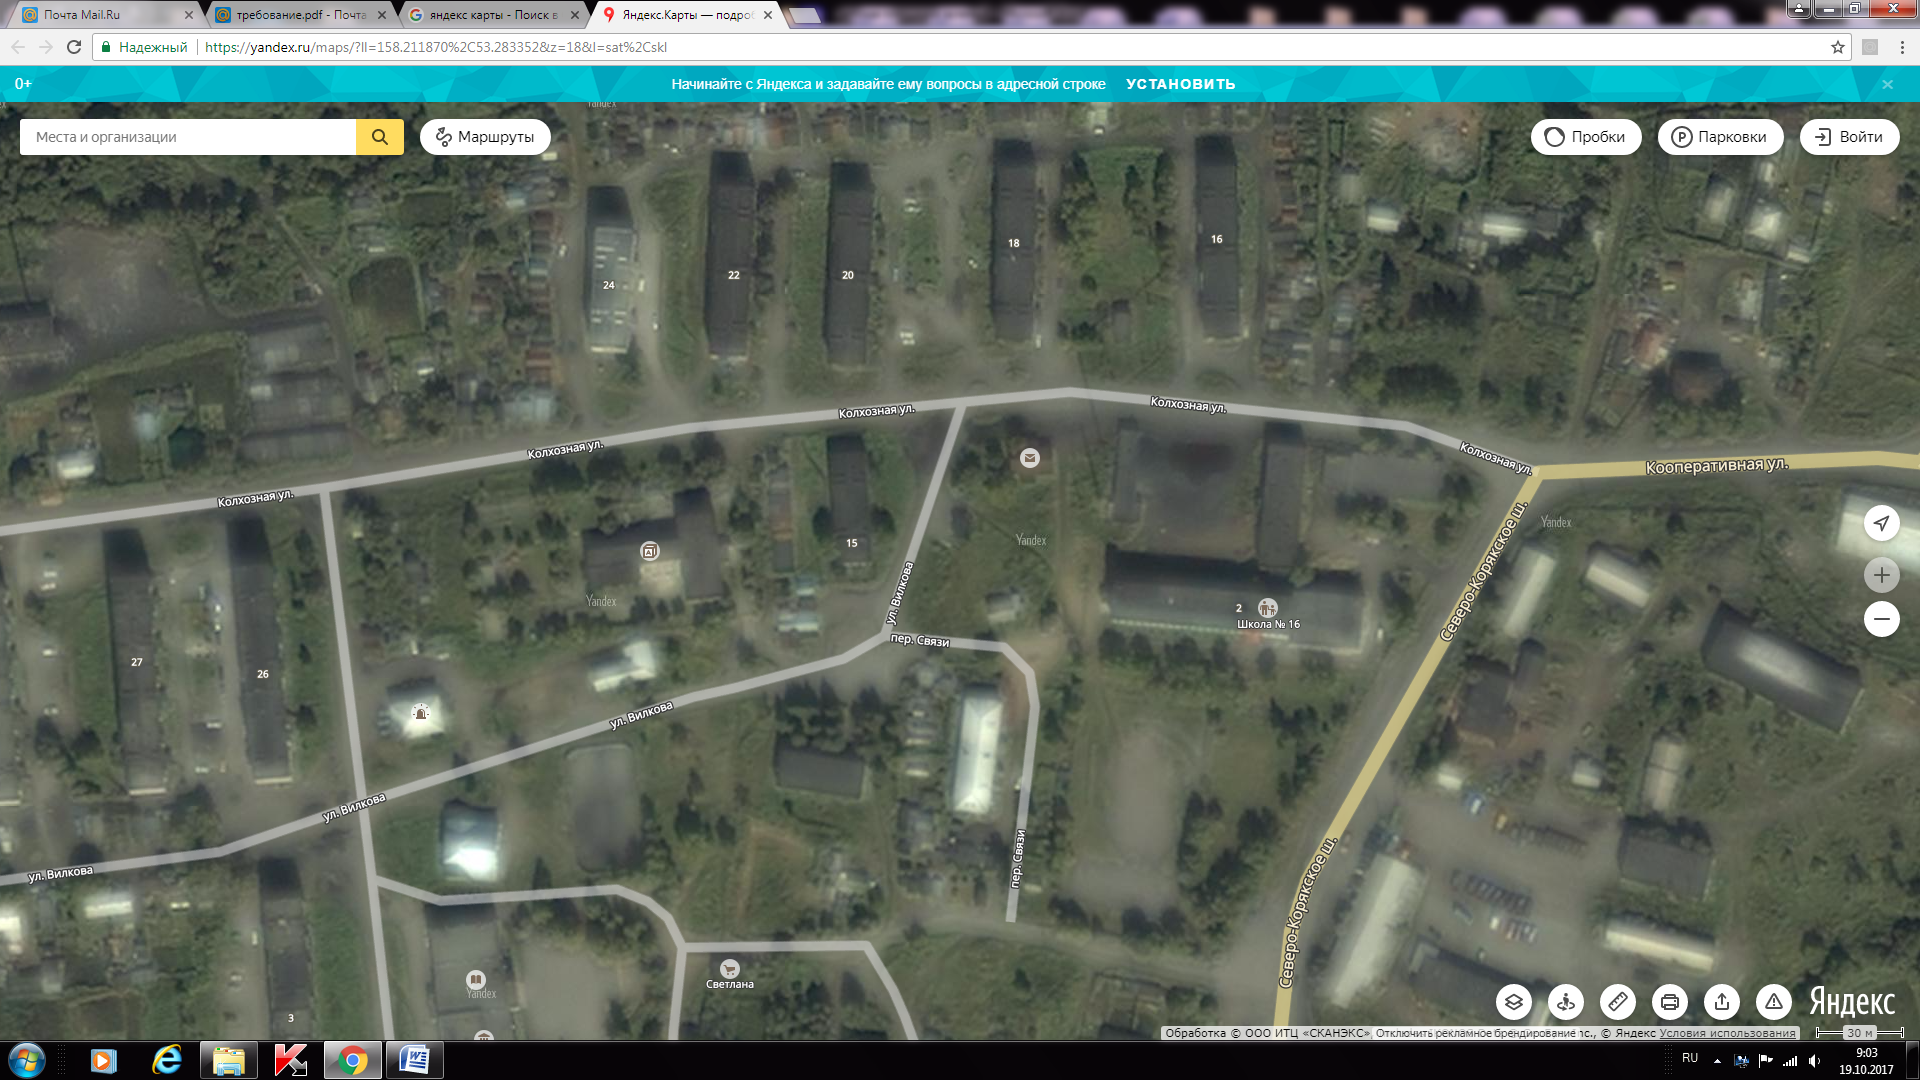 Почта Mail.Ru
требование.pdf - Почта
яндекс карты - Поиск в
Яндекс.Карты — подроб
Надежный
https://yandex.ru/maps/?ll=158.211870%2C53.283352&z=18&l=sat%2Cskl
0+
Начинайте с Яндекса и задавайте ему вопросы в адресной строке
УСТАНОВИТЬ
Yandex
Места и организации
Маршруты
Пробки
Парковки
Войти
16
18
22
20
24
Колхозная ул.
Колхозная ул.
Колхозная ул.
Колхозная ул.
Колхозная ул.
Кооперативная ул.
Yandex
Yandex
15
Северо-Корякское ш.
Yandex
ул. Вилкова
2
Школа № 16
пер. Связи
27
26
ул. Вилкова
ул. Вилкова
ул. Вилкова
пер. Связи
Северо-Корякское ш.
Светлана
Yandex
3
Яндекс
Обработка © ООО ИТЦ «СКАНЭКС»,
Отключить рекламное брендирование
nc., © Яндекс
Условия использования
30 м
RU
9:03
19.10.2017